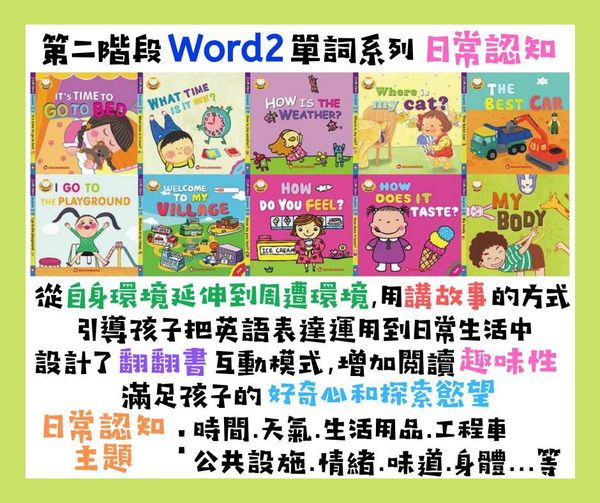 第二階段 Word2 單詞系列 日常認知
IT'S TIME TO
GO TO BED
WHAT TIME
IS IT NOW?
HOW IS THE
WEATHER?
Where is
my cat?
THE
BEST CAR
I GO TO
THE PLAYGROUND
WELCOME
TO MY
VILLAGE
HOW
DO YOU FEEL?
ICE CREAM
HOW
DOES IT
TASTE?
MY
BODY
從自身環境延伸到周遭環境,用講故事的方式
引導孩子把英語表達運用到日常生活中
設計了翻翻書互動模式,增加閱讀趣味性
滿足孩子的好奇心和探索慾望
日常認知
主題
:時間.天氣.生活用品.工程車
公共設施.情緒.味道.身體...等